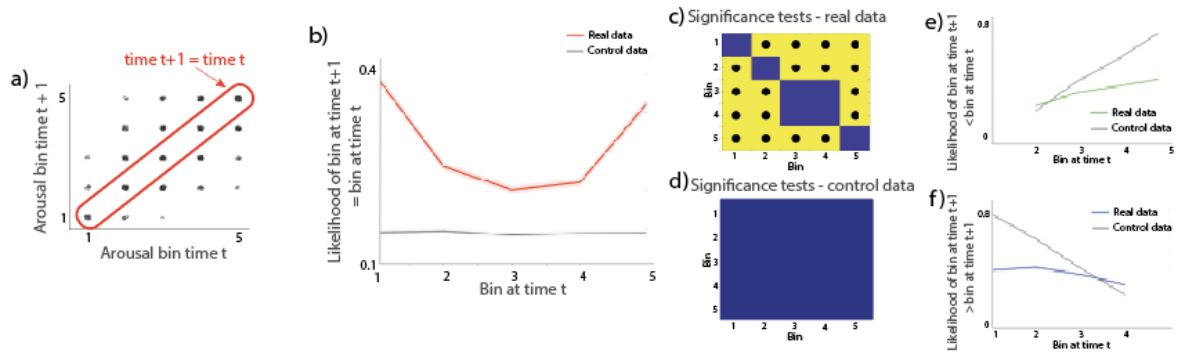 a)
time t+1 = time t
Arousal bin time t + 1
5
1
1
5
Arousal bin time t
b)
Real data
Control data
Likelihood of bin at time t+1
= bin at time t
0.4
0.1
1 2 3 4 5
Bin at time t
c) Significance tests - real data
Bin
1
2
3
4
5
1 2 3 4 5
Bin
d) Significance tests - control data
Bin
1
2
3
4
5
1 2 3 4 5
Bin
e)
Likelihood of bin at time t+1
< bin at time t
0.8
0
Real data
Control data
2 3 4 5
Bin at time t
f)
Likelihood of bin at time t+1
> bin at time t+1
0.8
0
Real data
Control data
1 2 3 4
Bin at time t